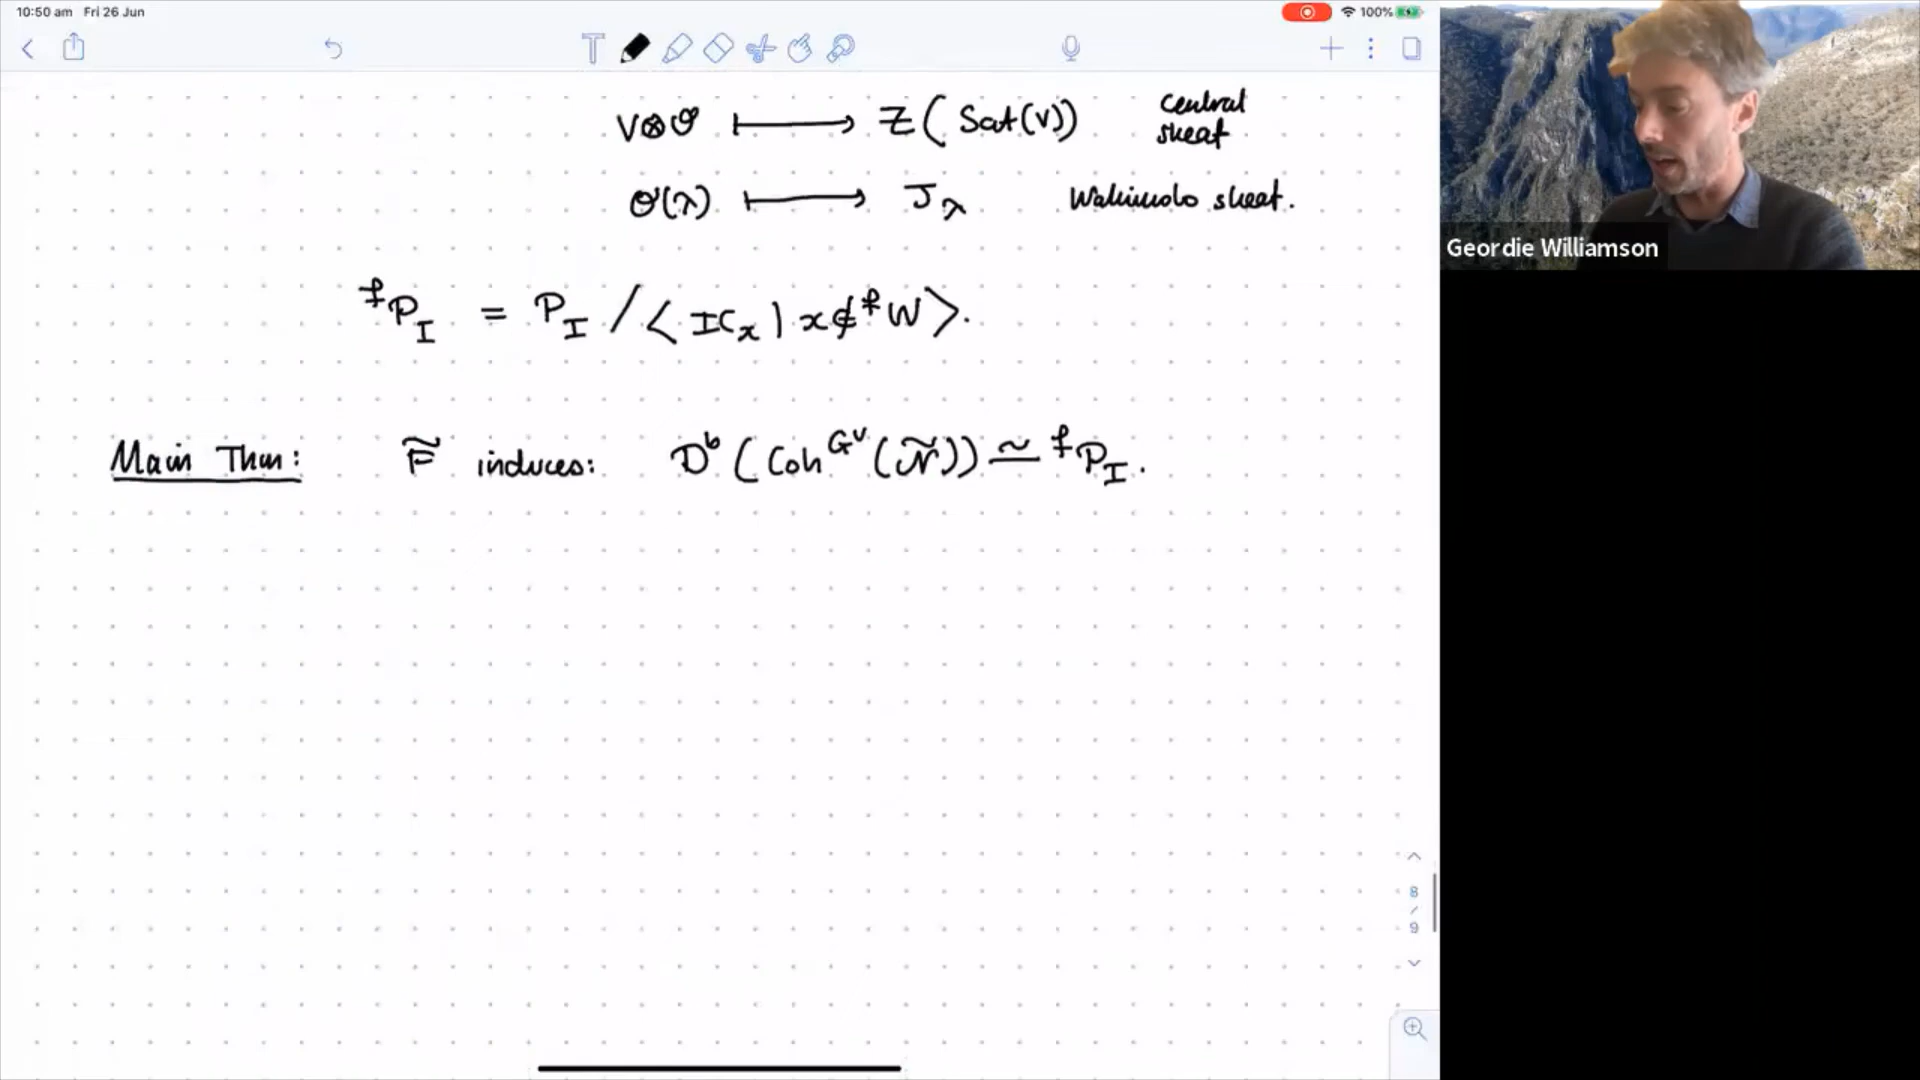 10:50 am Fri 26 Jun 100%
V⊗𝒪 ⟼ Z(Sat(V)) central sheaf
𝒪(λ) ⟼ J_λ Wakimoto sheaf.
ᶠP_I = P_I / ⟨ IC_x | x ∉ ᶠW ⟩.
Main Thm: F̃ induces: D^b(Coh^{G^∨}(Ñ)) ≃ ᶠP_I.
Geordie Williamson
8
/
9